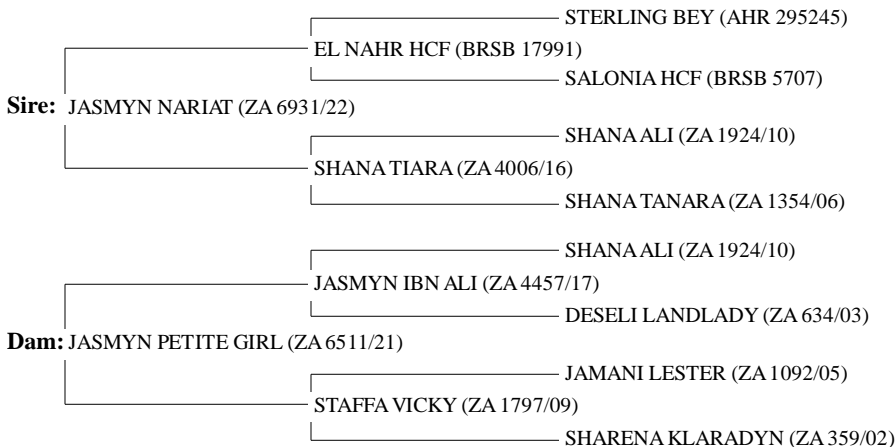 STERLING BEY (AHR 295245)
EL NAHR HCF (BRSB 17991)
SALONIA HCF (BRSB 5707)
Sire: JASMYN NARIAT (ZA 6931/22)
SHANA ALI (ZA 1924/10)
SHANA TIARA (ZA 4006/16)
SHANA TANARA (ZA 1354/06)
SHANA ALI (ZA 1924/10)
JASMYN IBN ALI (ZA 4457/17)
DESELI LANDLADY (ZA 634/03)
Dam: JASMYN PETITE GIRL (ZA 6511/21)
JAMANI LESTER (ZA 1092/05)
STAFFA VICKY (ZA 1797/09)
SHARENA KLARADYN (ZA 359/02)